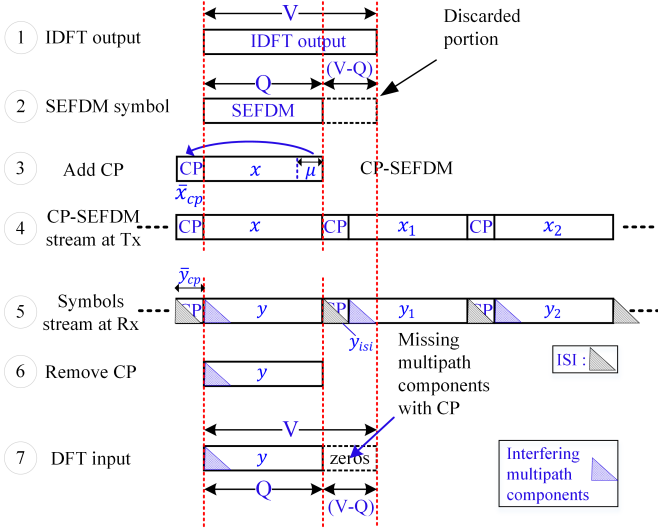 V
Discarded
portion
1 IDFT output
IDFT output
Q
(V-Q)
2 SEFDM symbol
SEFDM
3 Add CP
CP
x
μ
CP-SEFDM
x̄cp
4 CP-SEFDM
stream at Tx
CP x CP x1 CP x2
ȳcp
5 Symbols
stream at Rx
CP y CP y1 CP y2
yisi
Missing
multipath
components
with CP
ISI :
6 Remove CP
y
V
7 DFT input
y
zeros
Q
(V-Q)
Interfering
multipath
components